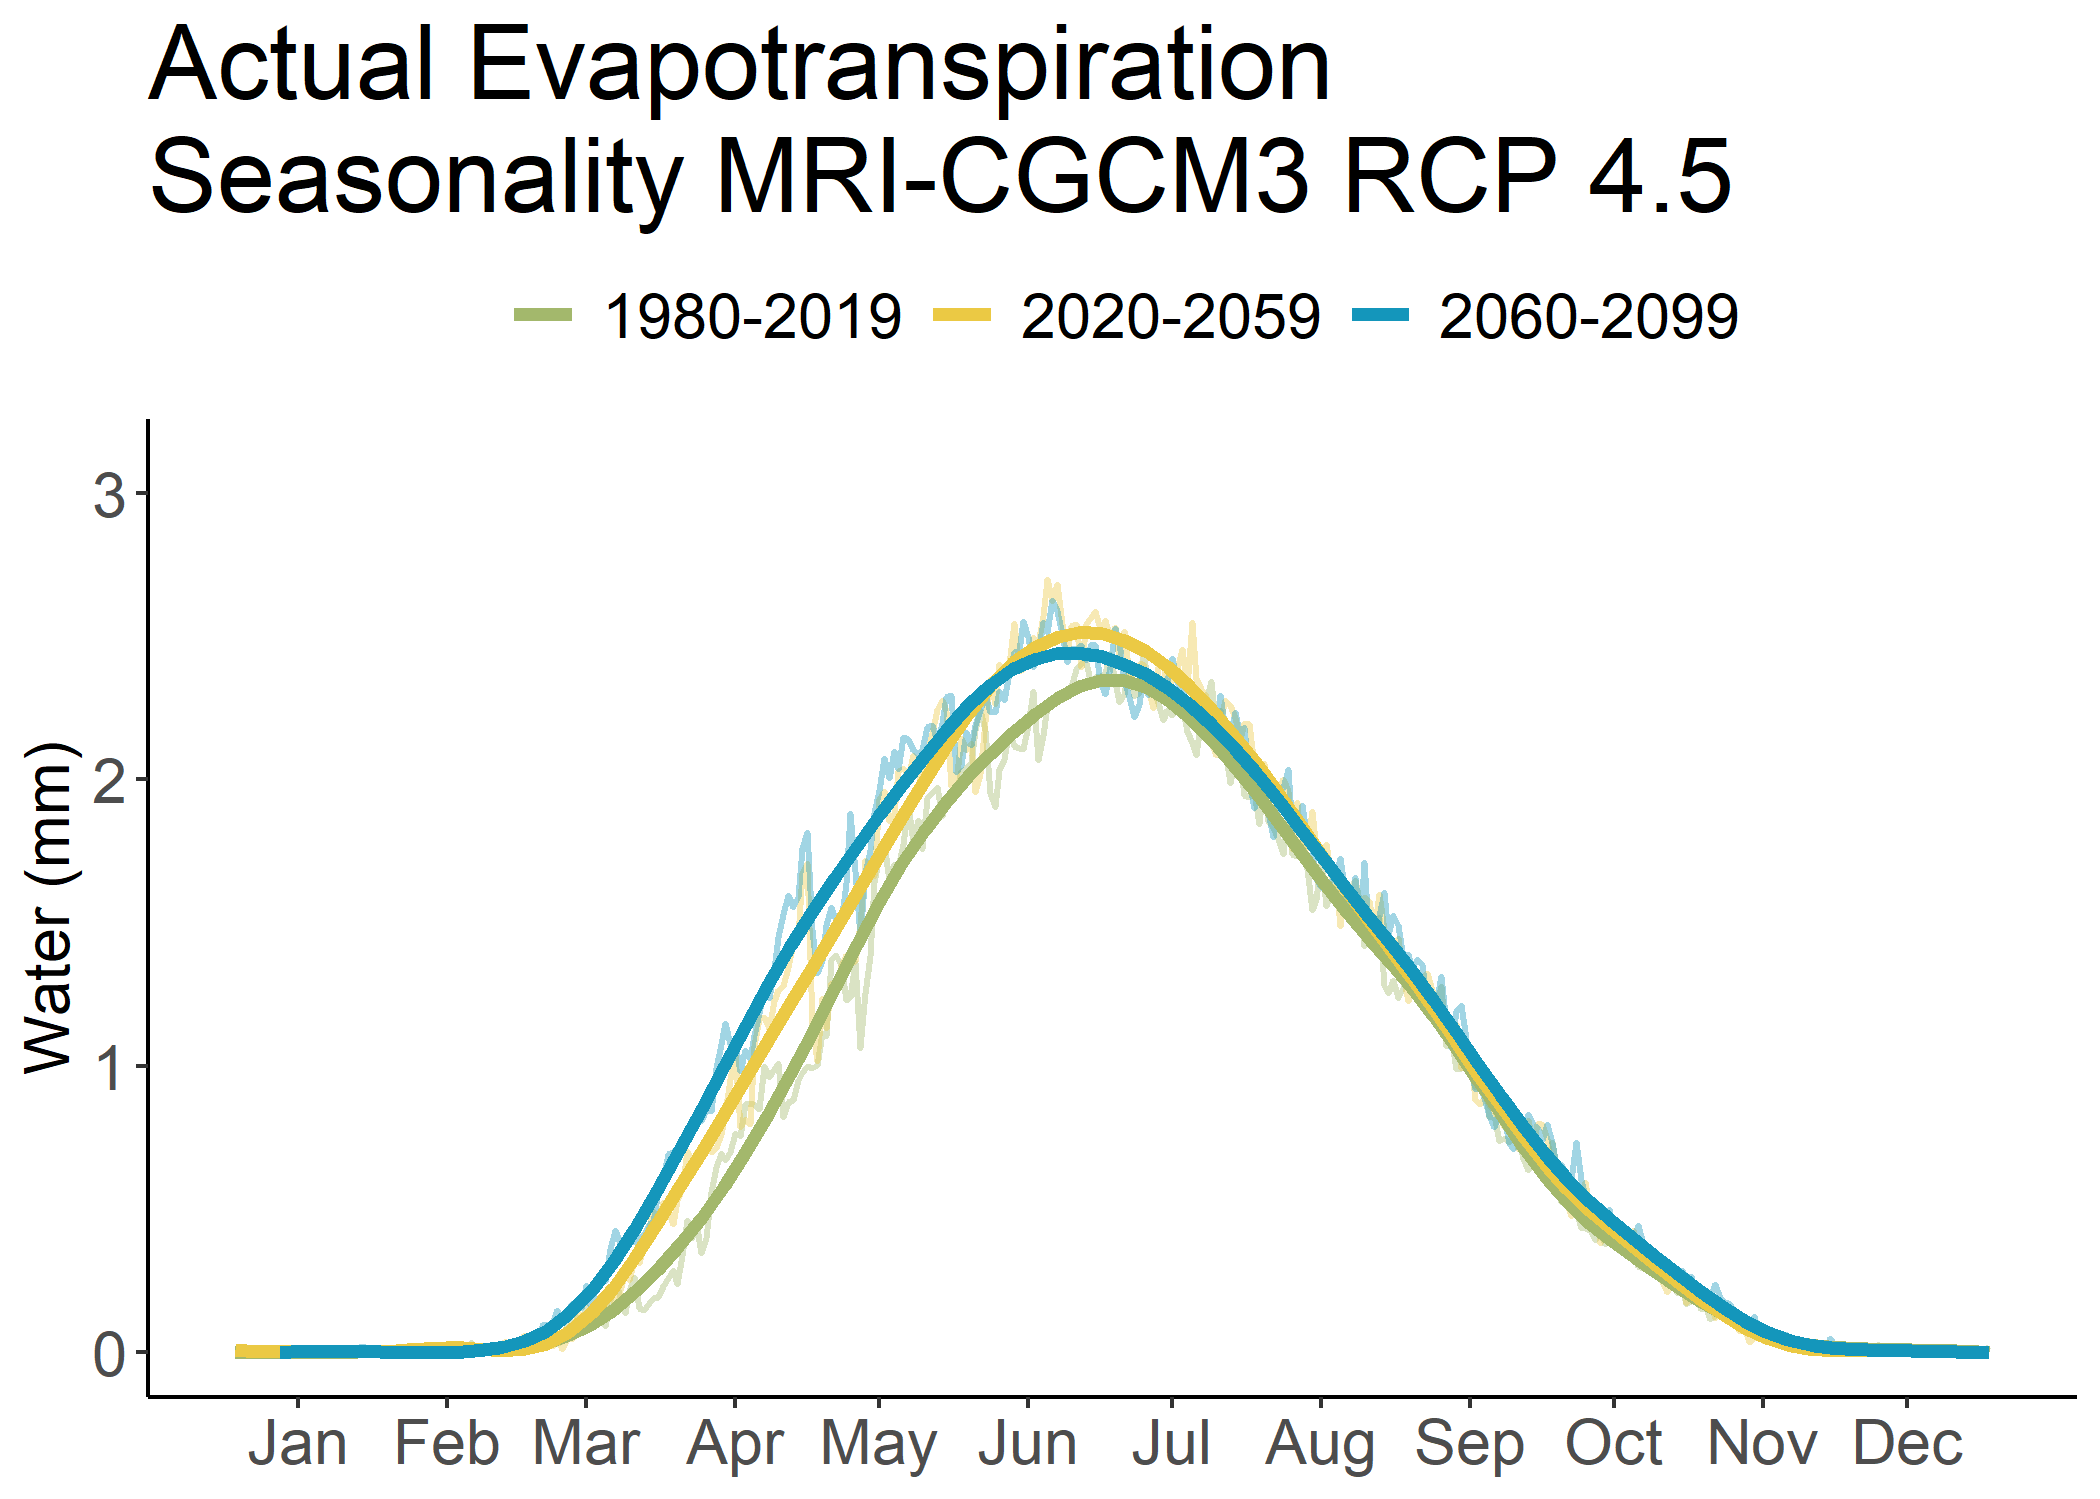 Actual Evapotranspiration
Seasonality MRI-CGCM3 RCP 4.5
1980-2019 2020-2059 2060-2099
Water (mm)
3
2
1
0
Jan Feb Mar Apr May Jun Jul Aug Sep Oct Nov Dec